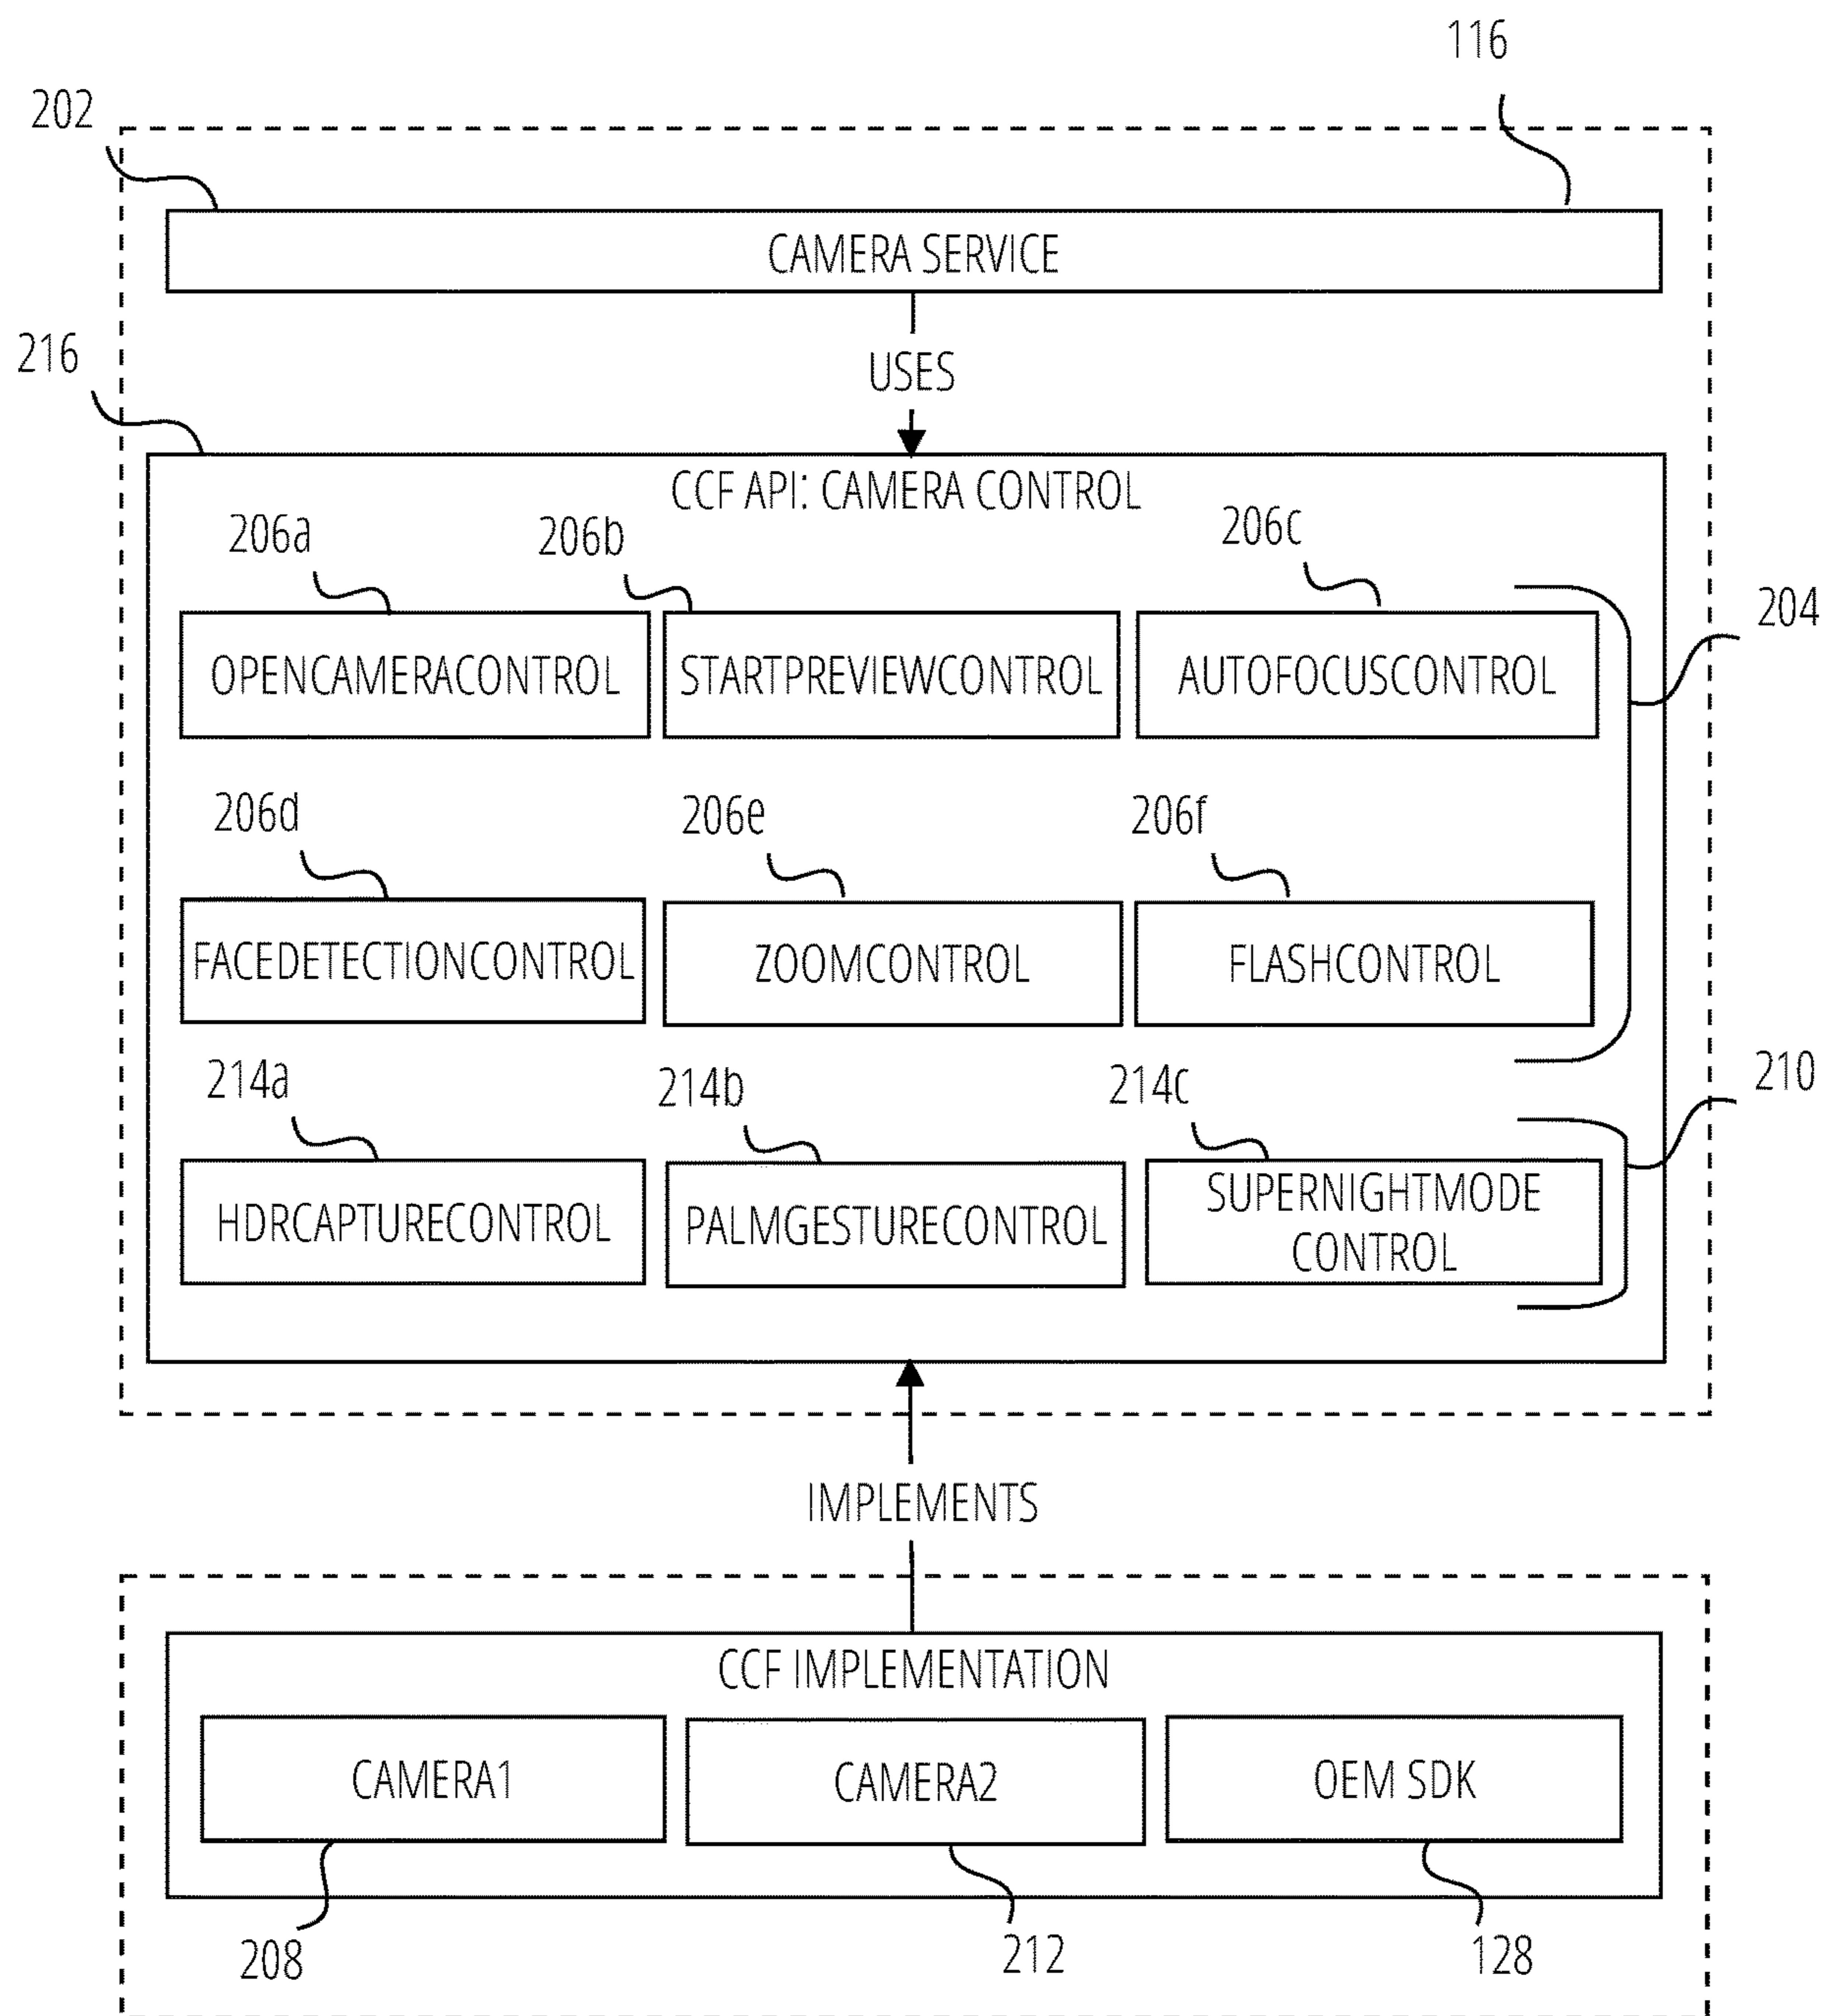 116
202
CAMERA SERVICE
216
USES
CCF API: CAMERA CONTROL
206a
206b
206c
204
OPENCAMERACONTROL
STARTPREVIEWCONTROL
AUTOFOCUSCONTROL
206d
206e
206f
FACEDETECTIONCONTROL
ZOOMCONTROL
FLASHCONTROL
214a
214b
214c
210
HDRCAPTURECONTROL
PALMGESTURECONTROL
SUPERNIGHTMODE
CONTROL
IMPLEMENTS
CCF IMPLEMENTATION
CAMERA1
CAMERA2
OEM SDK
208
212
128